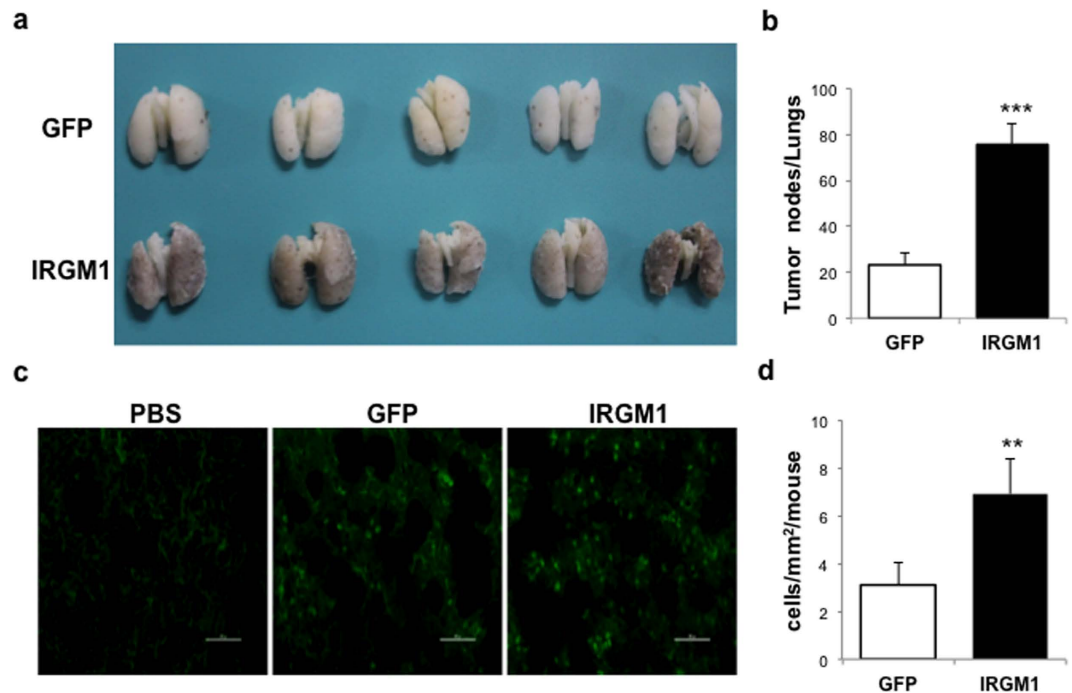 a
GFP
IRGM1
b
Tumor nodes/Lungs
100
80
60
40
20
0
***
GFP
IRGM1
c
PBS
GFP
IRGM1
d
cells/mm²/mouse
10
8
6
4
2
0
**
GFP
IRGM1